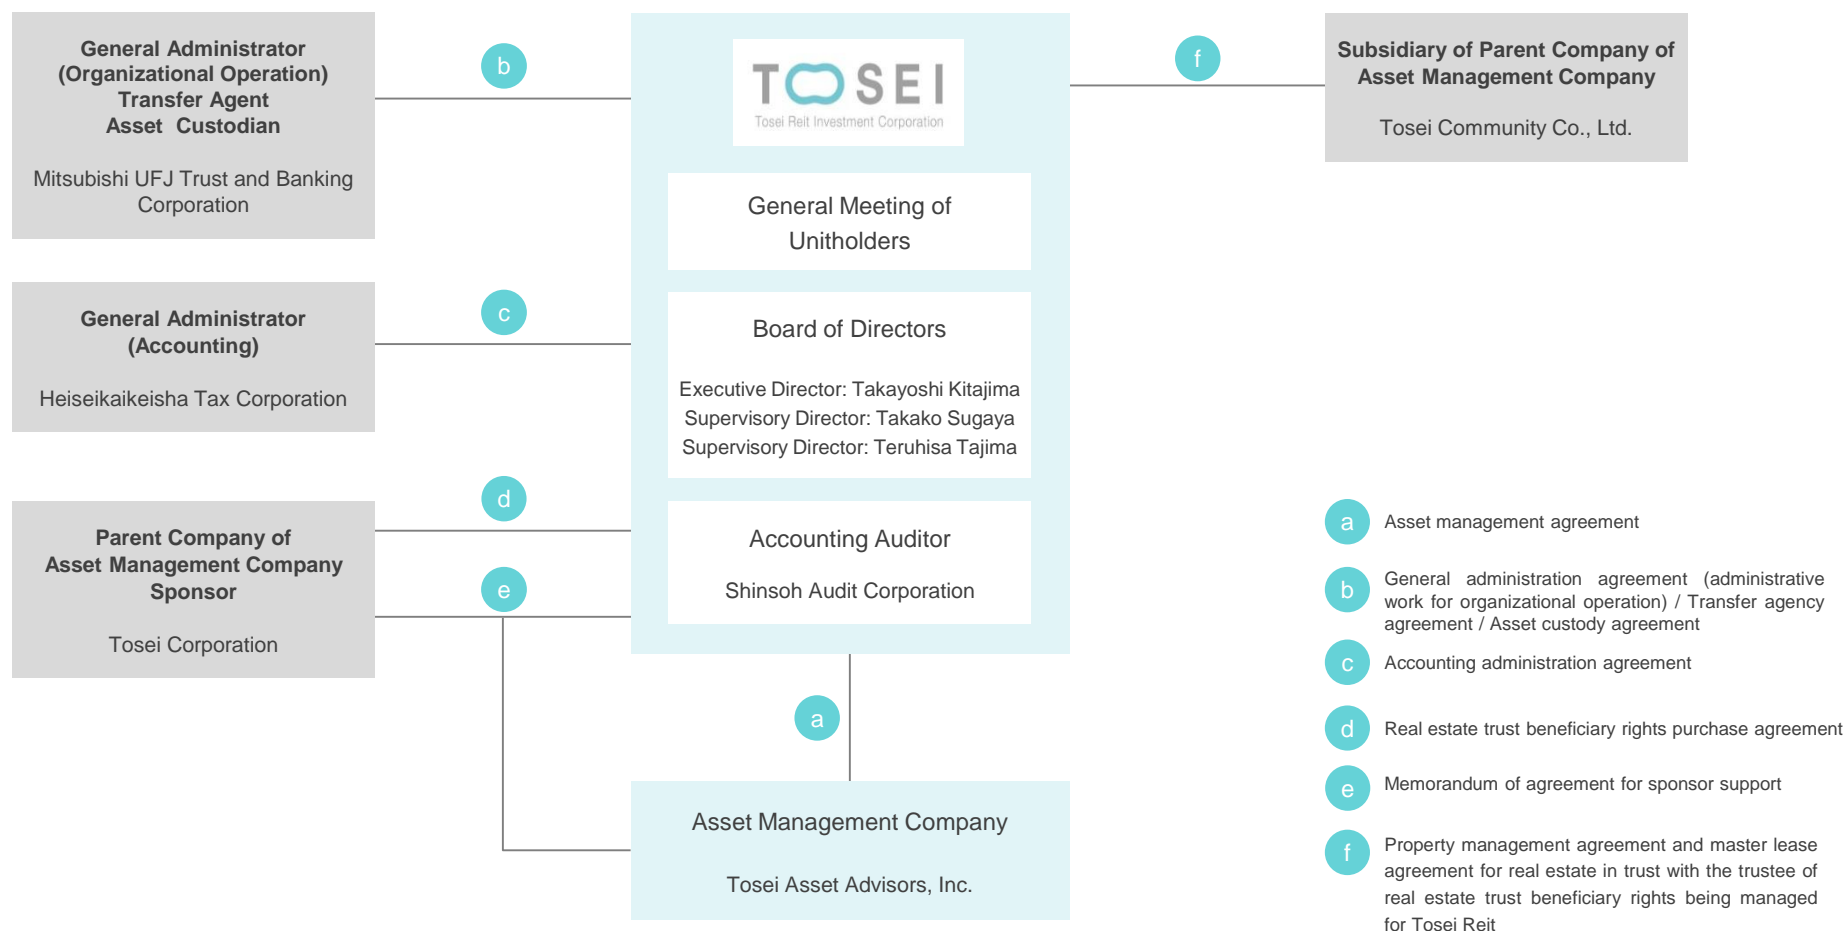 General Administrator
(Organizational Operation)
Transfer Agent
Asset Custodian
Mitsubishi UFJ Trust and Banking
Corporation
b
General Administrator
(Accounting)
Heiseikaikeisha Tax Corporation
c
Parent Company of
Asset Management Company
Sponsor
Tosei Corporation
d
e
TOSEI
Tosei Reit Investment Corporation
General Meeting of
Unitholders
Board of Directors
Executive Director: Takayoshi Kitajima
Supervisory Director: Takako Sugaya
Supervisory Director: Teruhisa Tajima
Accounting Auditor
Shinsoh Audit Corporation
a
Asset Management Company
Tosei Asset Advisors, Inc.
f
Subsidiary of Parent Company of
Asset Management Company
Tosei Community Co., Ltd.
a Asset management agreement
b General administration agreement (administrative
work for organizational operation) / Transfer agency
agreement / Asset custody agreement
c Accounting administration agreement
d Real estate trust beneficiary rights purchase agreement
e Memorandum of agreement for sponsor support
f Property management agreement and master lease
agreement for real estate in trust with the trustee of
real estate trust beneficiary rights being managed
for Tosei Reit